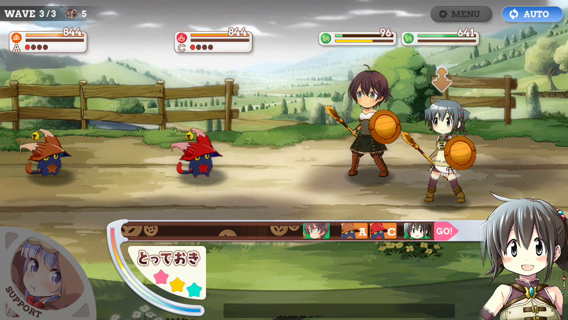 WAVE 3/3 5
MENU
AUTO
844
844
96
641
A
C
A C GO!
とっておき
SUPPORT